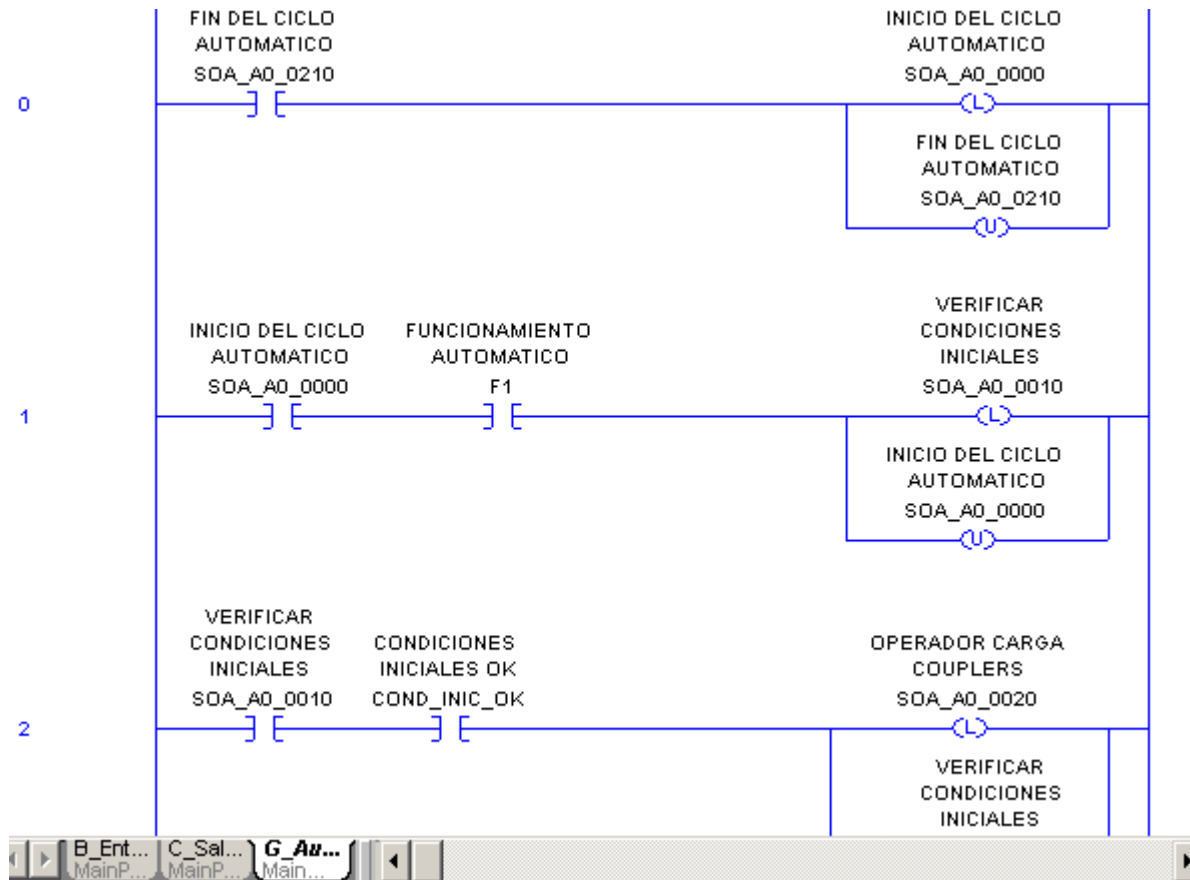 FIN DEL CICLO
AUTOMATICO
SOA_A0_0210
INICIO DEL CICLO
AUTOMATICO
SOA_A0_0000
0
L
FIN DEL CICLO
AUTOMATICO
SOA_A0_0210
U
INICIO DEL CICLO
AUTOMATICO
SOA_A0_0000
FUNCIONAMIENTO
AUTOMATICO
F1
VERIFICAR
CONDICIONES
INICIALES
SOA_A0_0010
1
L
INICIO DEL CICLO
AUTOMATICO
SOA_A0_0000
U
VERIFICAR
CONDICIONES
INICIALES
SOA_A0_0010
CONDICIONES
INICIALES OK
COND_INIC_OK
OPERADOR CARGA
COUPLERS
SOA_A0_0020
2
L
VERIFICAR
CONDICIONES
INICIALES
B_Ent...
MainP...
C_Sal...
MainP...
G_Au...
Main...